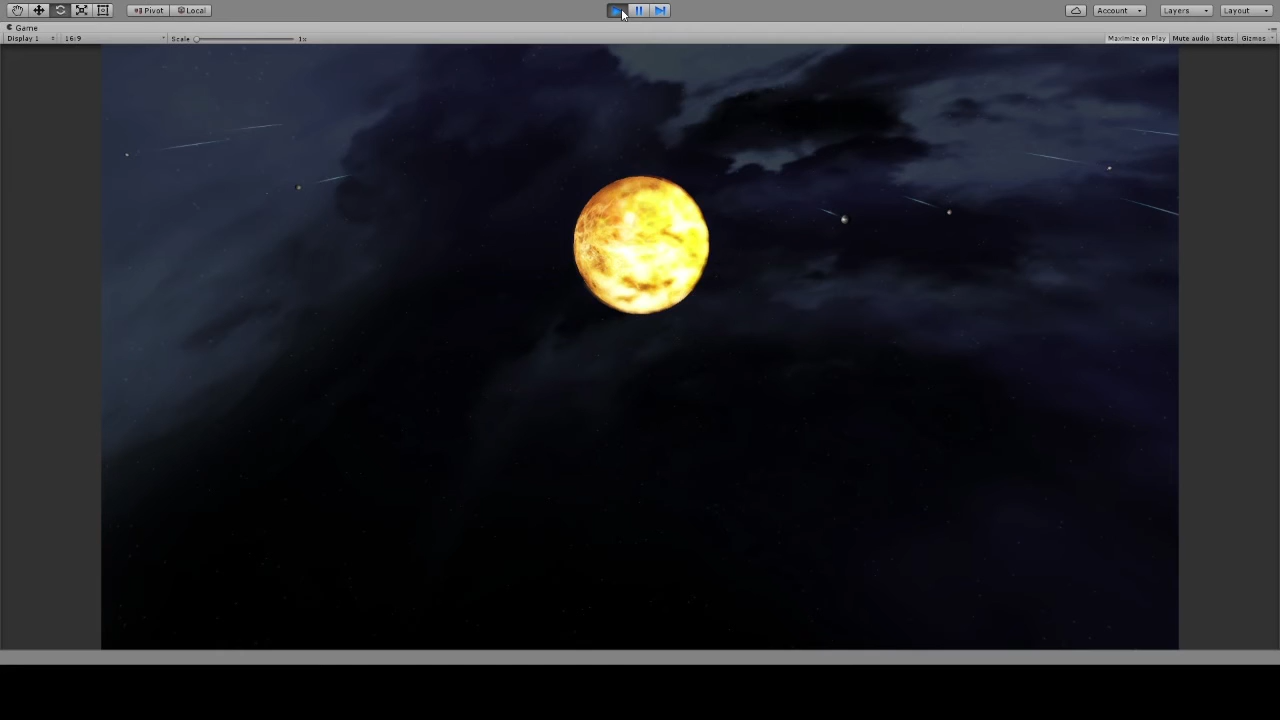 Pivot Local Account Layers Layout
Game
Display 1 16:9 Scale 1x Maximize on Play Mute audio Stats Gizmos